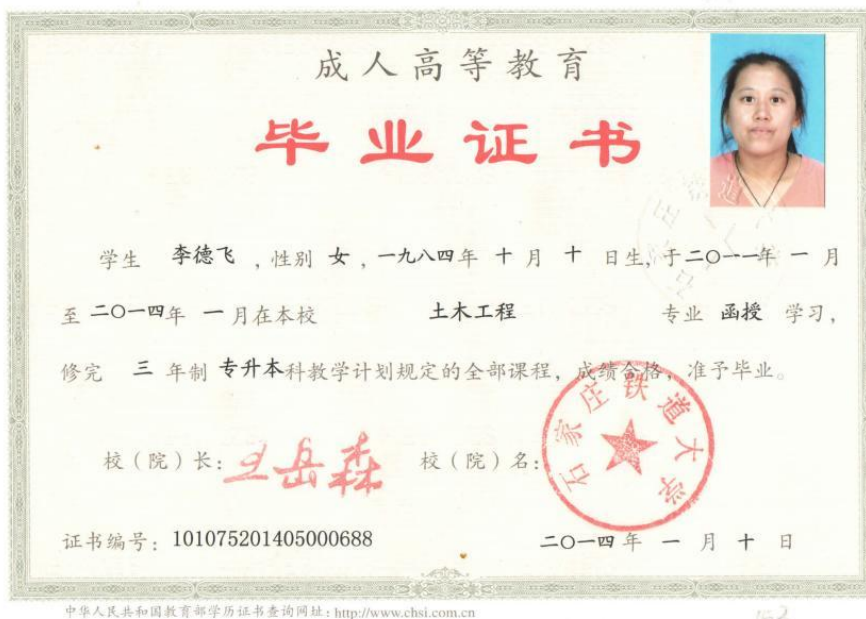 成人高等教育
毕业证书
学生 李德飞 ,性别 女 ,一九八四年 十 月 十 日生,于二〇一一年 一 月
至 二〇一四年 一 月在本校 土木工程 专业 函授 学习,
修完 三 年制 专升本科教学计划规定的全部课程,成绩合格,准予毕业。
校(院)长:王岳森 校(院)名:
石家庄铁道大学
证书编号:101075201405000688 二〇一四 年 一 月 十 日
中华人民共和国教育部学历证书查询网址:http://www.chsi.com.cn